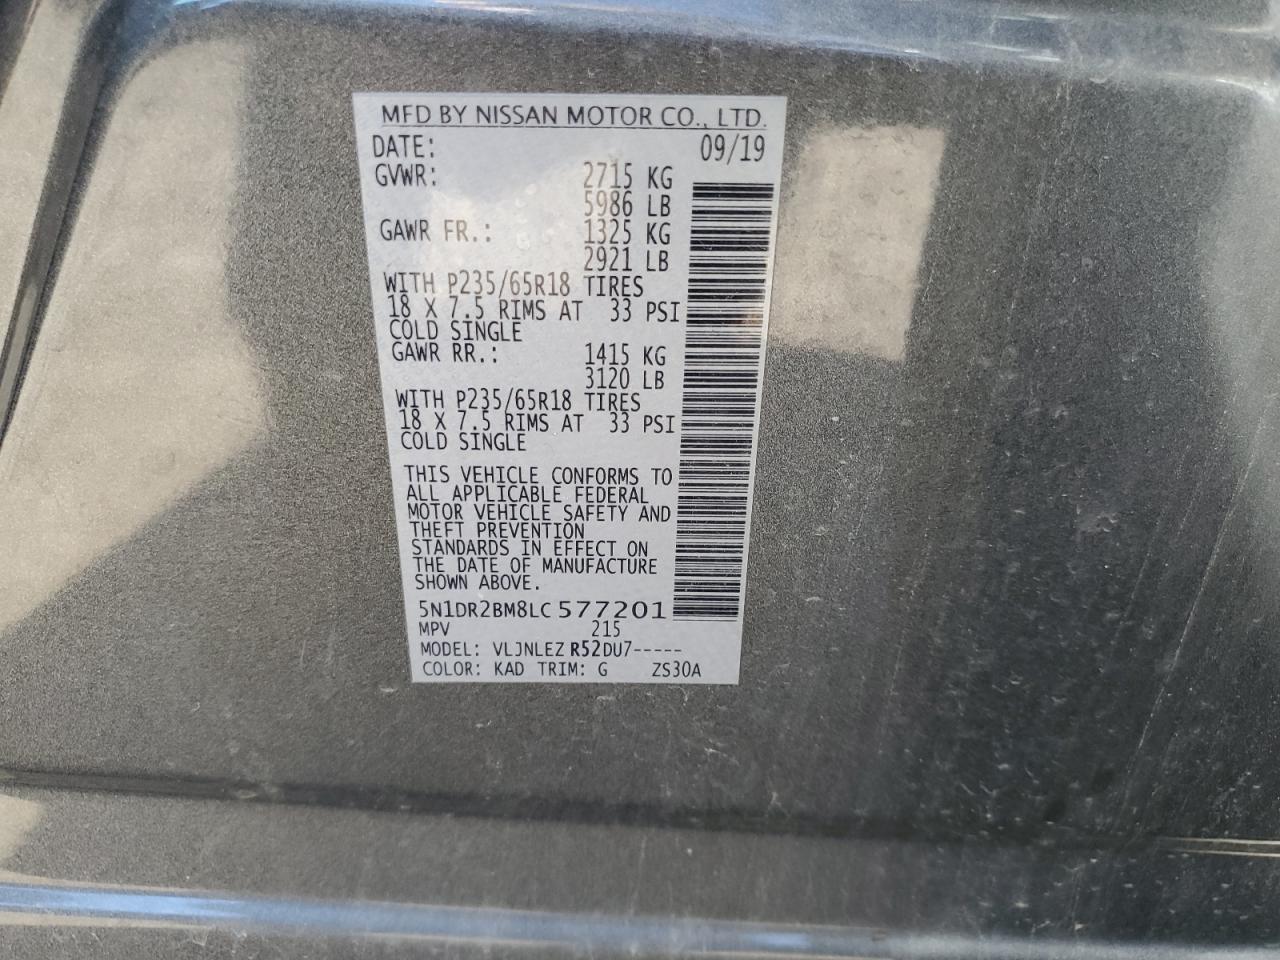 MFD BY NISSAN MOTOR CO., LTD.
DATE: 09/19
GVWR: 2715 KG
5986 LB
GAWR FR.: 1325 KG
2921 LB
WITH P235/65R18 TIRES
18 X 7.5 RIMS AT 33 PSI
COLD SINGLE
GAWR RR.: 1415 KG
3120 LB
WITH P235/65R18 TIRES
18 X 7.5 RIMS AT 33 PSI
COLD SINGLE
THIS VEHICLE CONFORMS TO
ALL APPLICABLE FEDERAL
MOTOR VEHICLE SAFETY AND
THEFT PREVENTION
STANDARDS IN EFFECT ON
THE DATE OF MANUFACTURE
SHOWN ABOVE.
5N1DR2BM8LC577201
MPV 215
MODEL: VLJNLEZ R52DU7-----
COLOR: KAD TRIM: G ZS30A